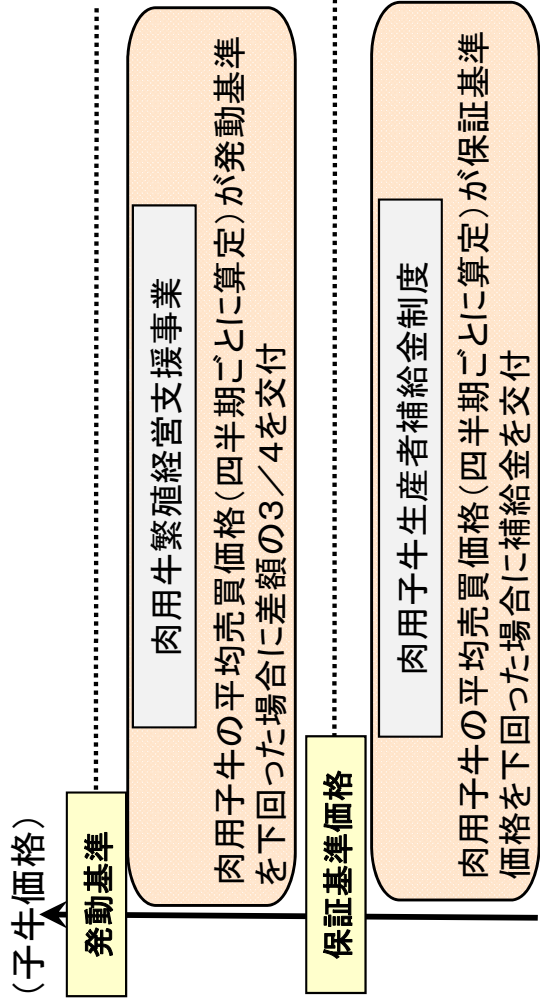 (子牛価格)
発動基準
肉用牛繁殖経営支援事業
肉用子牛の平均売買価格(四半期ごとに算定)が発動基準
を下回った場合に差額の3/4を交付
保証基準価格
肉用子牛生産者補給金制度
肉用子牛の平均売買価格(四半期ごとに算定)が保証基準
価格を下回った場合に補給金を交付